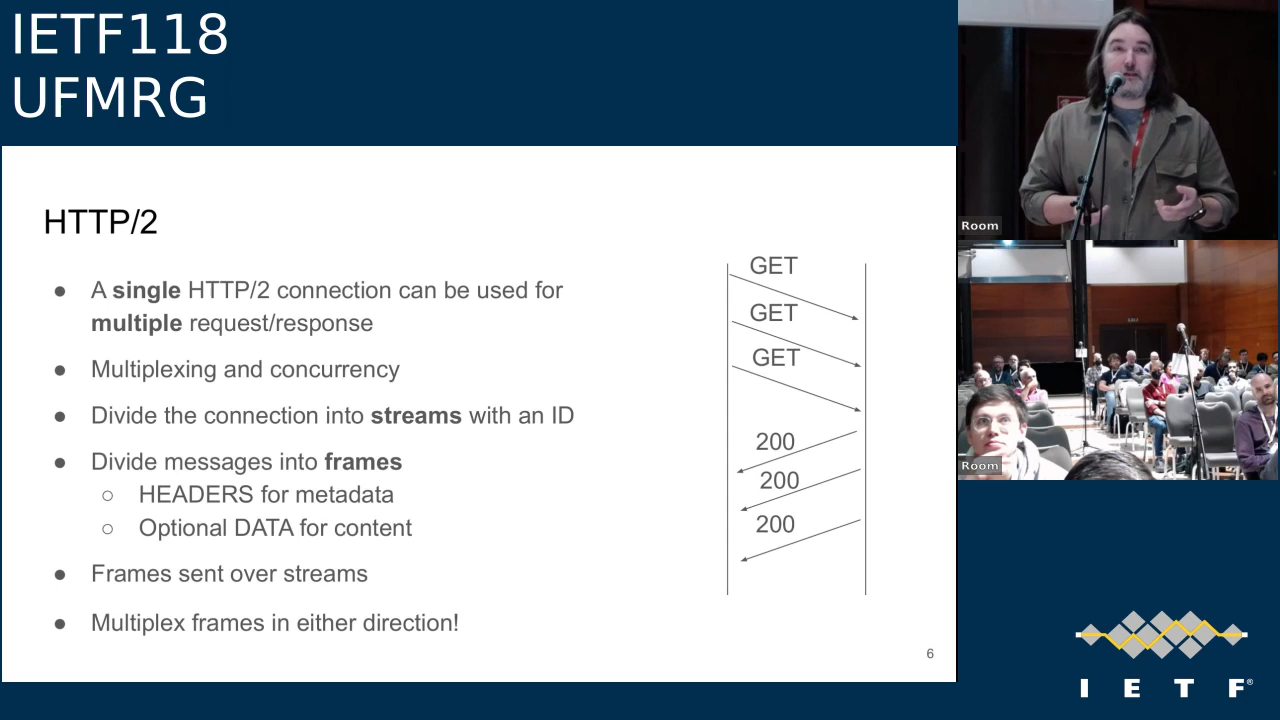 IETF118
UFMRG
HTTP/2
● A single HTTP/2 connection can be used for
multiple request/response
● Multiplexing and concurrency
● Divide the connection into streams with an ID
● Divide messages into frames
○ HEADERS for metadata
○ Optional DATA for content
● Frames sent over streams
● Multiplex frames in either direction!
GET
GET
GET
200
200
200
6
Room
Room
I E T F®